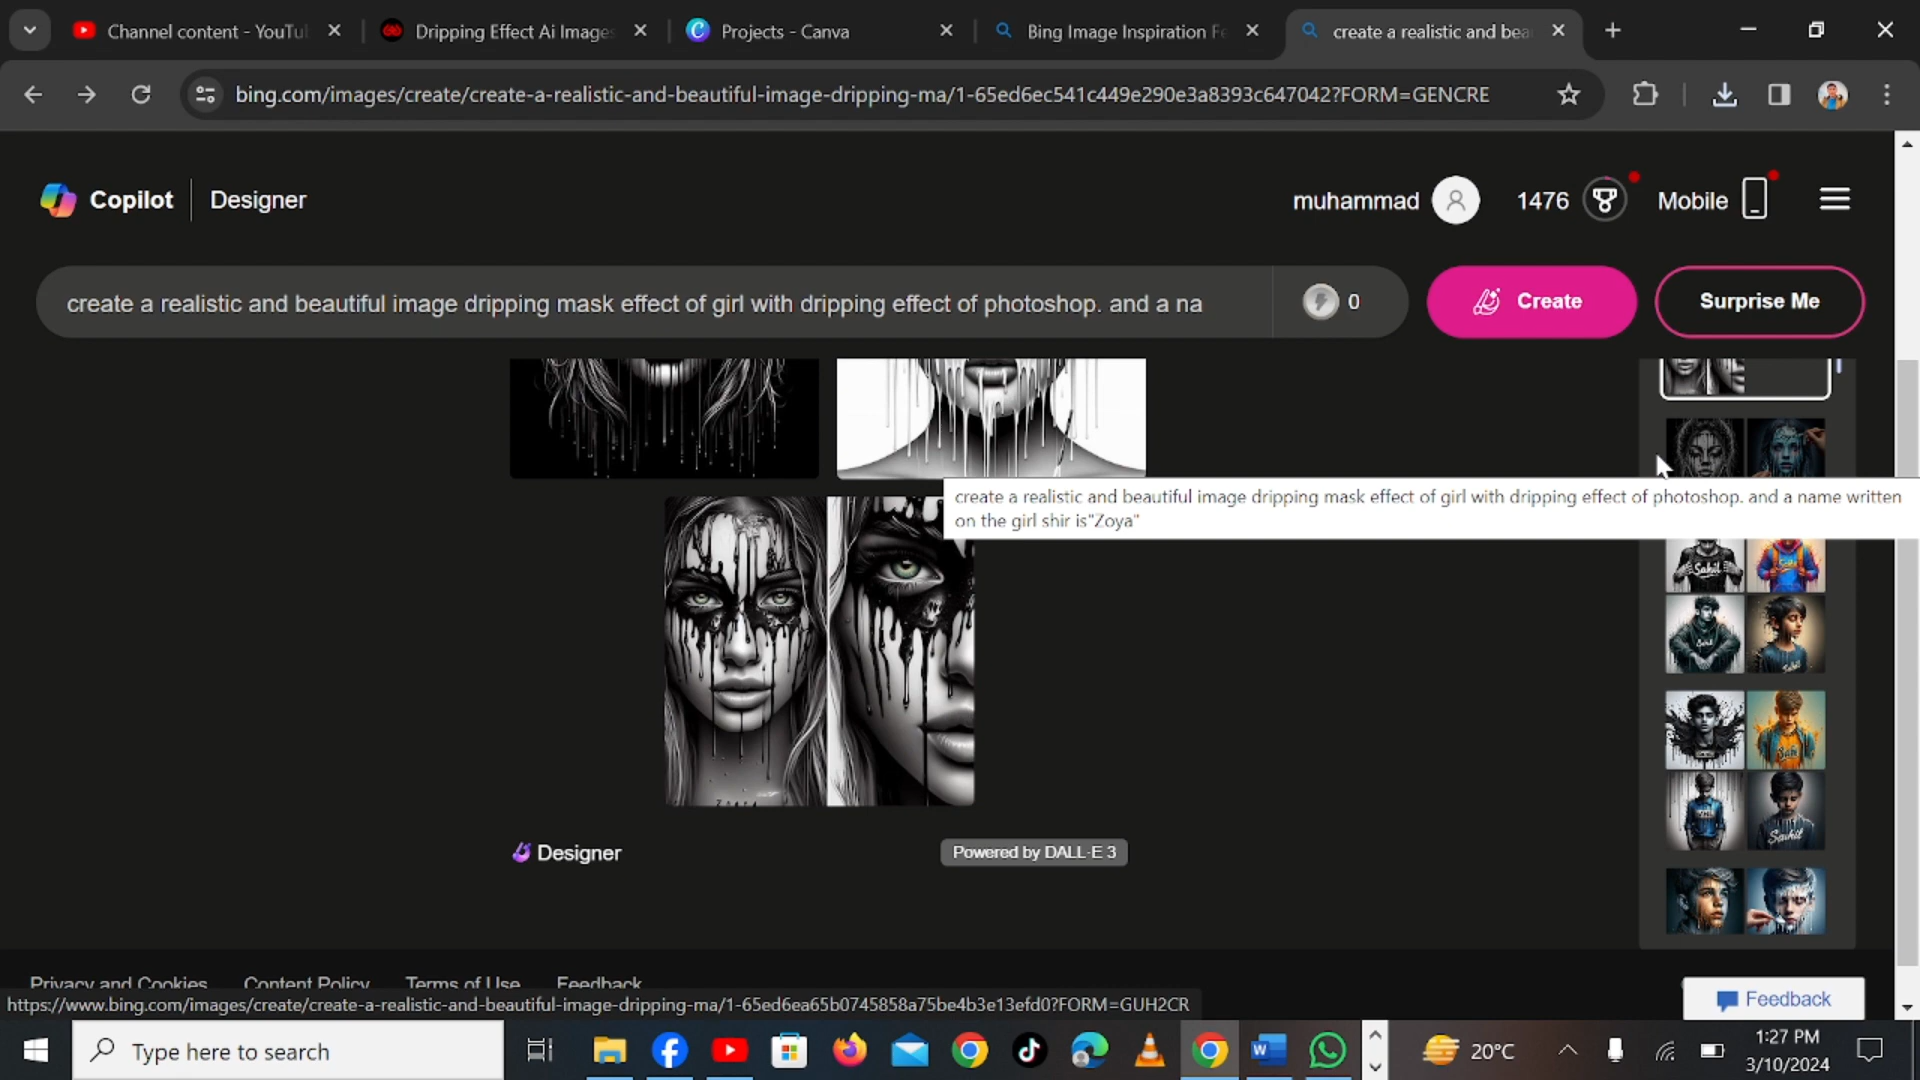 Channel content - YouTu
Dripping Effect Ai Image
Projects - Canva
Bing Image Inspiration Fe
create a realistic and bea
bing.com/images/create/create-a-realistic-and-beautiful-image-dripping-ma/1-65ed6ec541c449e290e3a8393c647042?FORM=GENCRE
Copilot
Designer
muhammad
1476
Mobile
create a realistic and beautiful image dripping mask effect of girl with dripping effect of photoshop. and a na
0
Create
Surprise Me
create a realistic and beautiful image dripping mask effect of girl with dripping effect of photoshop. and a name written
on the girl shir is"Zoya"
Sahil
Designer
Powered by DALL·E 3
Sahil
Privacy and Cookies
Content Policy
Terms of Use
Feedback
Feedback
https://www.bing.com/images/create/create-a-realistic-and-beautiful-image-dripping-ma/1-65ed6ea65b0745858a75be4b3e13efd0?FORM=GUH2CR
Type here to search
20°C
1:27 PM
3/10/2024